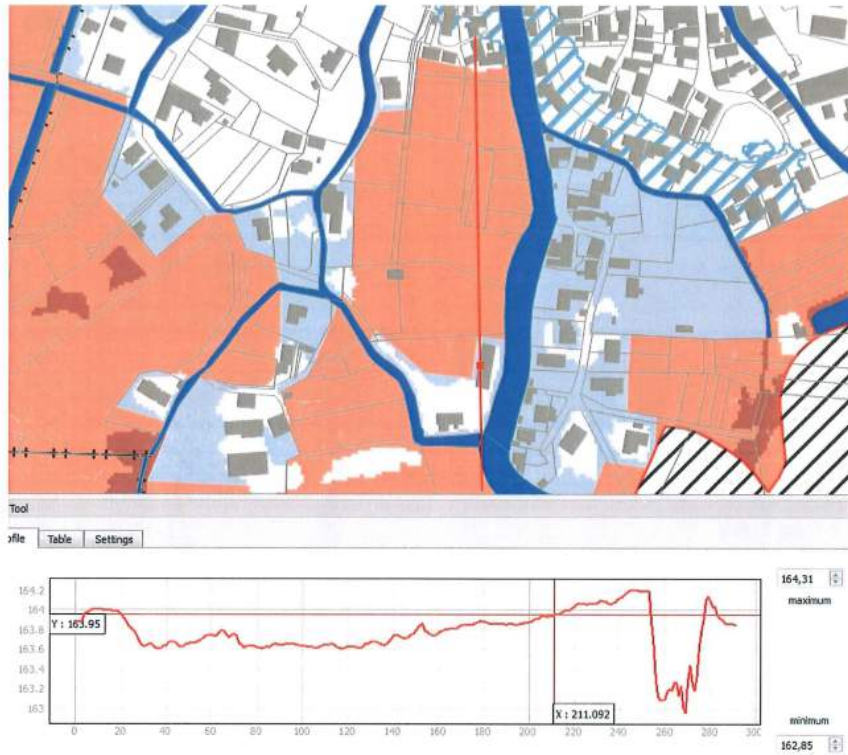 Tool
ofile Table Settings
164,31
maximum
164.2
164
Y : 163.95
163.8
163.6
163.4
163.2
163
X : 211.092
minimum
162,85
0 20 40 60 80 100 120 140 160 180 200 220 240 260 280 300